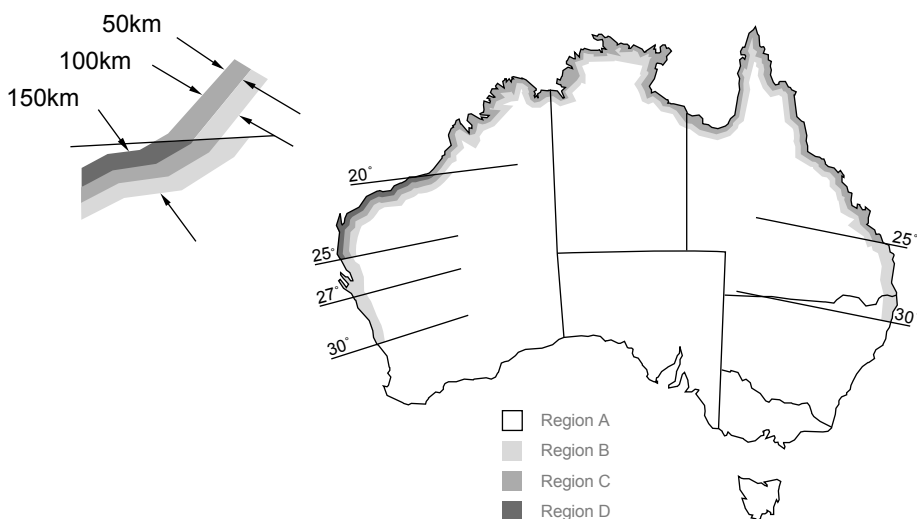 50km
100km
150km
20°
25°
27°
30°
25°
30
Region A
Region B
Region C
Region D